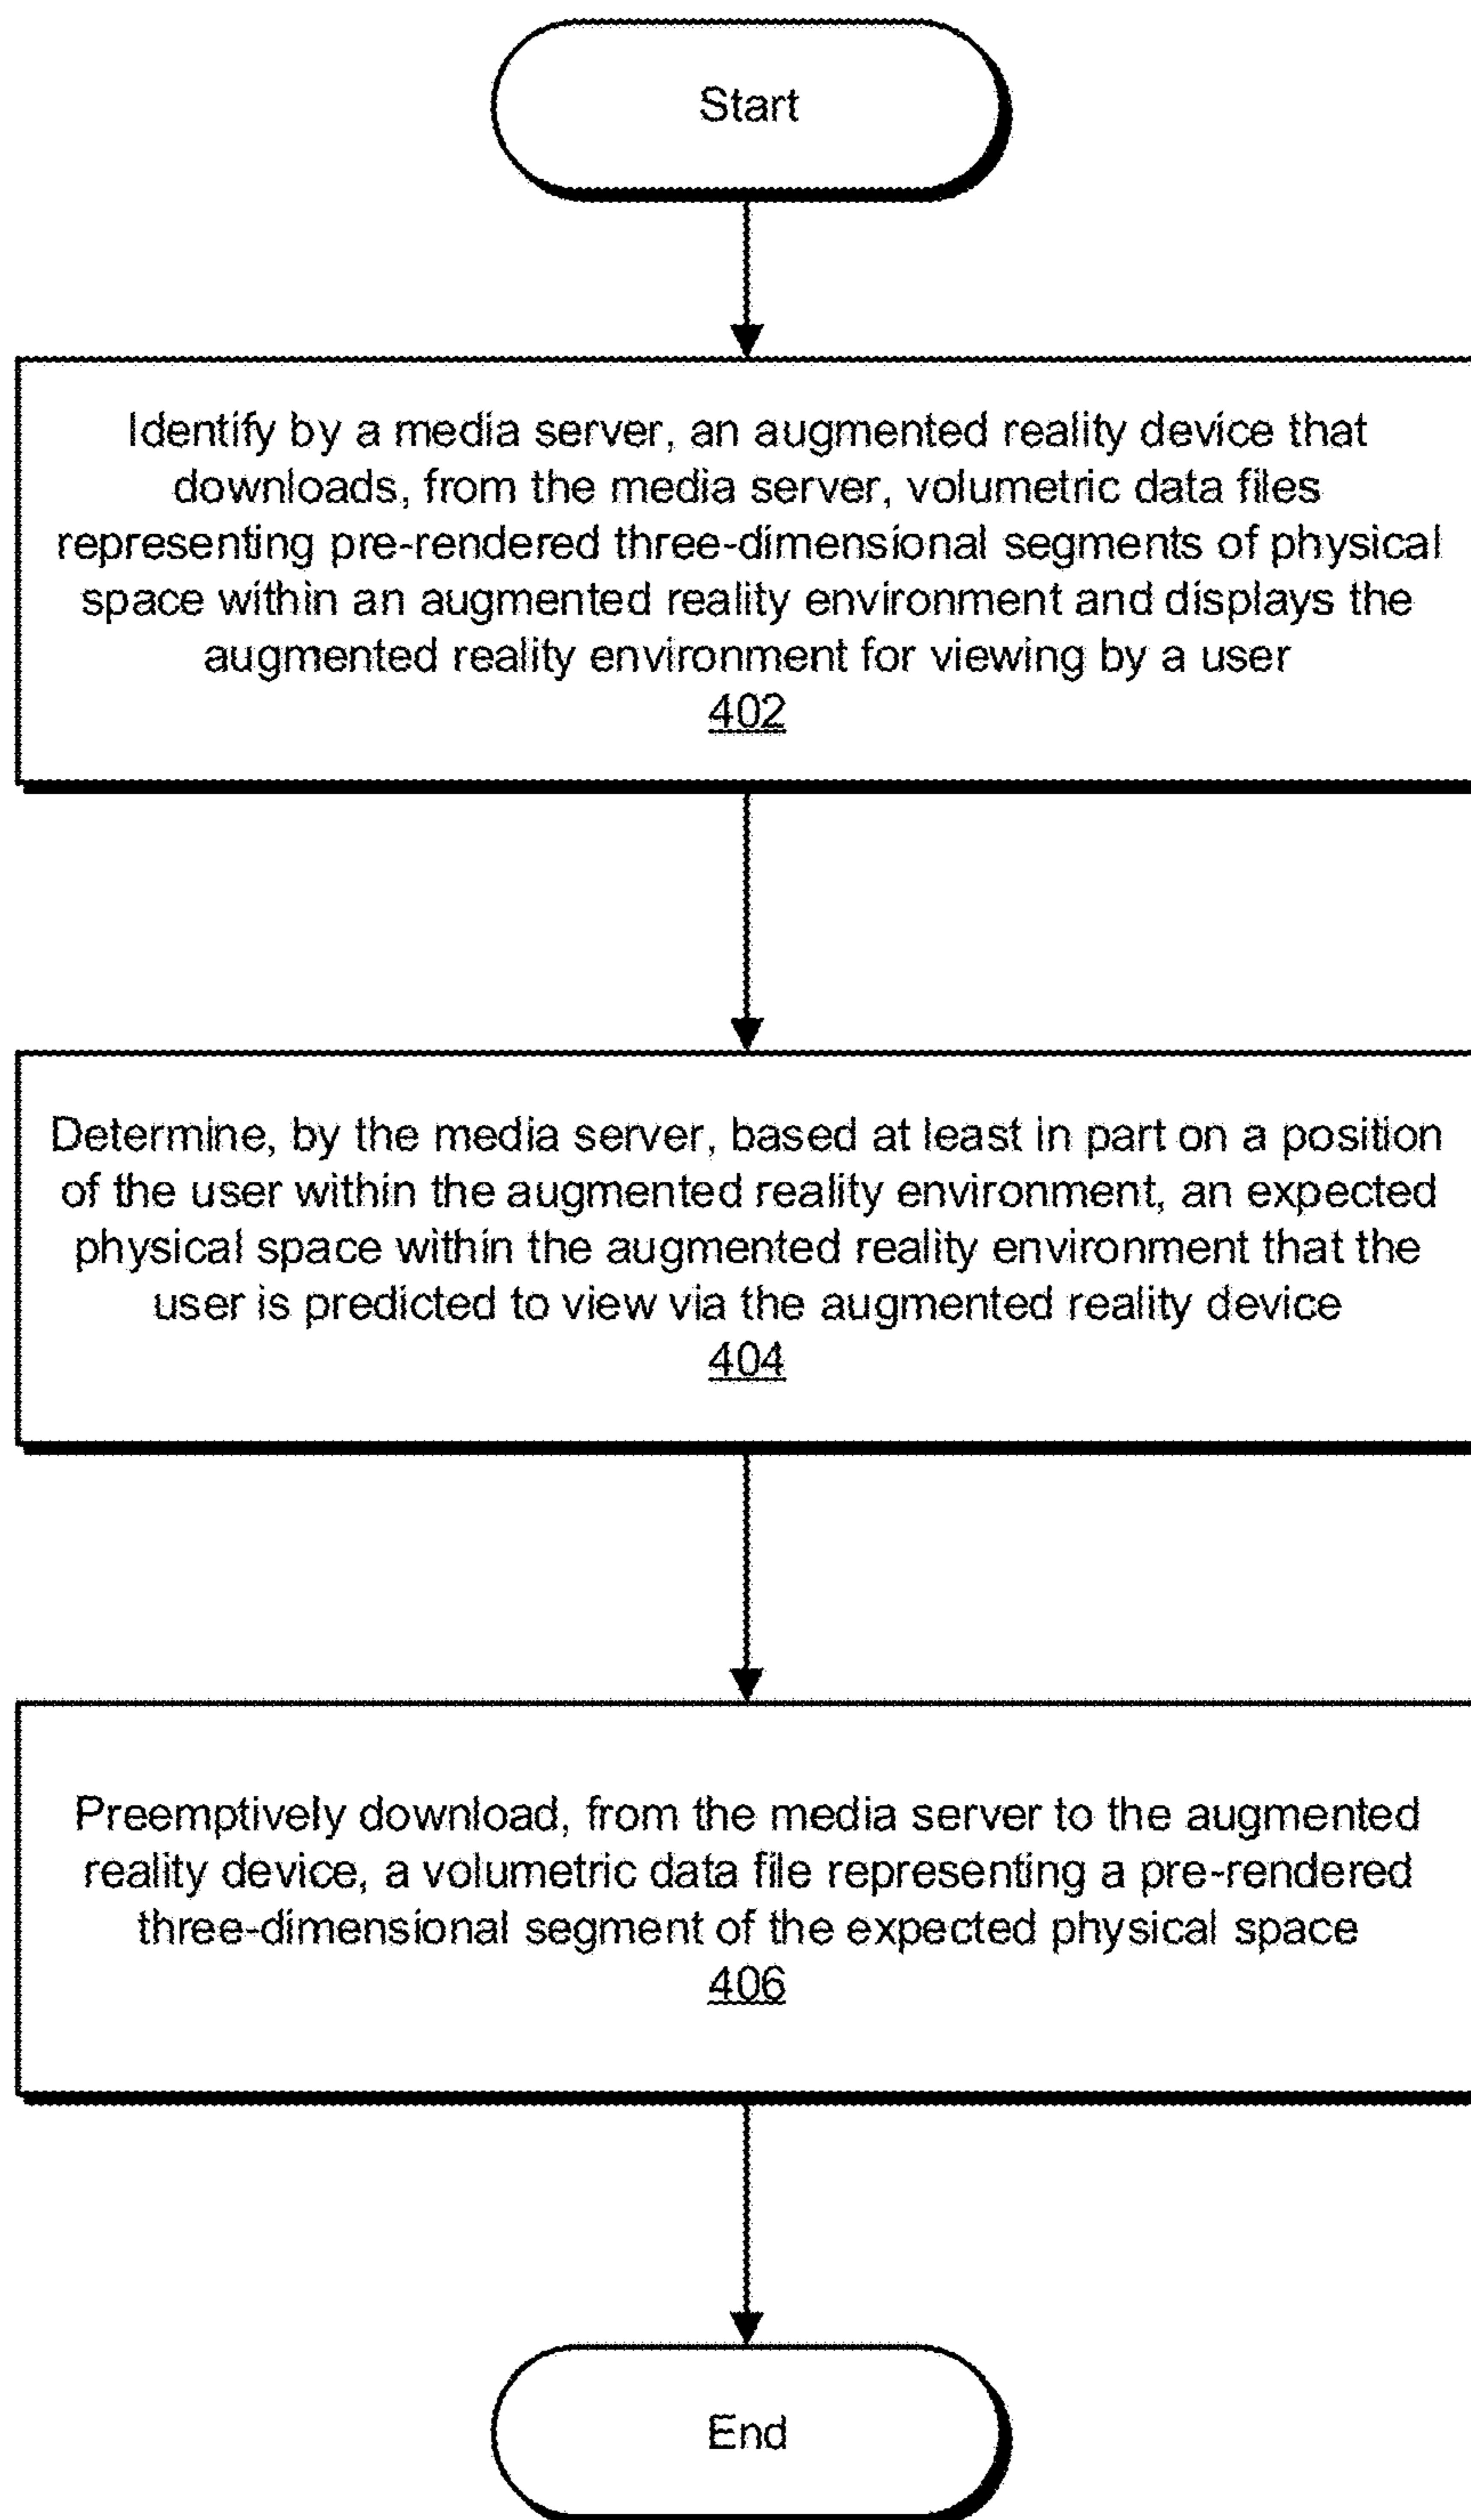 Start
Identify by a media server, an augmented reality device that
downloads, from the media server, volumetric data files
representing pre-rendered three-dimensional segments of physical
space within an augmented reality environment and displays the
augmented reality environment for viewing by a user
402
Determine, by the media server, based at least in part on a position
of the user within the augmented reality environment, an expected
physical space within the augmented reality environment that the
user is predicted to view via the augmented reality device
404
Preemptively download, from the media server to the augmented
reality device, a volumetric data file representing a pre-rendered
three-dimensional segment of the expected physical space
406
End